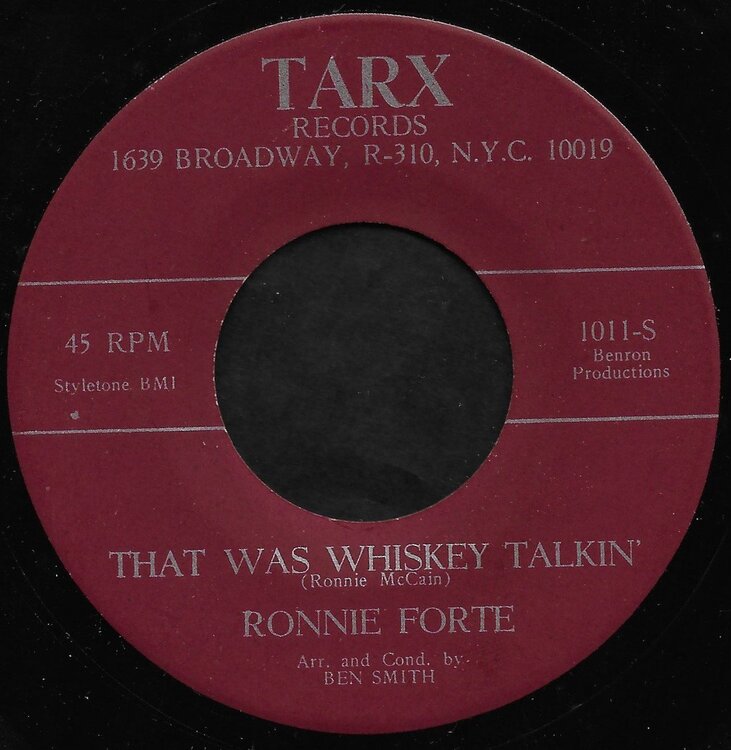 TARX
RECORDS
1639 BROADWAY, R-310, N.Y.C. 10019
45 RPM
Styletone BMI
1011-S
Benron
Productions
THAT WAS WHISKEY TALKIN'
(Ronnie McCain)
RONNIE FORTE
Arr. and Cond. by
BEN SMITH